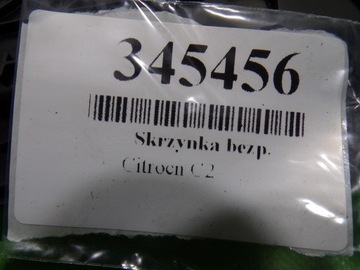 345456
Skrzynka bezp.
Citroen C2